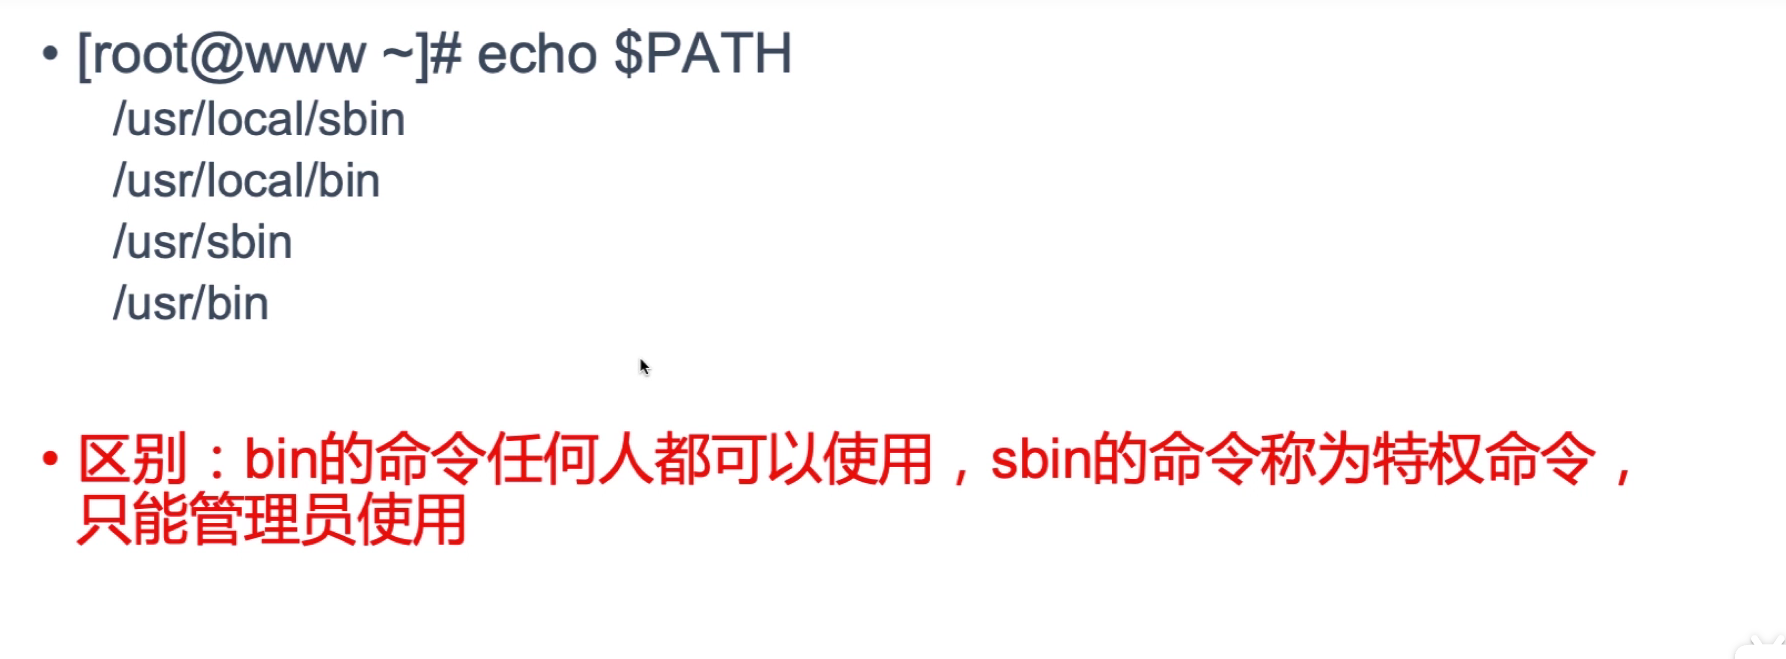 • [root@www ~]# echo $PATH
/usr/local/sbin
/usr/local/bin
/usr/sbin
/usr/bin
• 区别：bin的命令任何人都可以使用，sbin的命令称为特权命令，
只能管理员使用